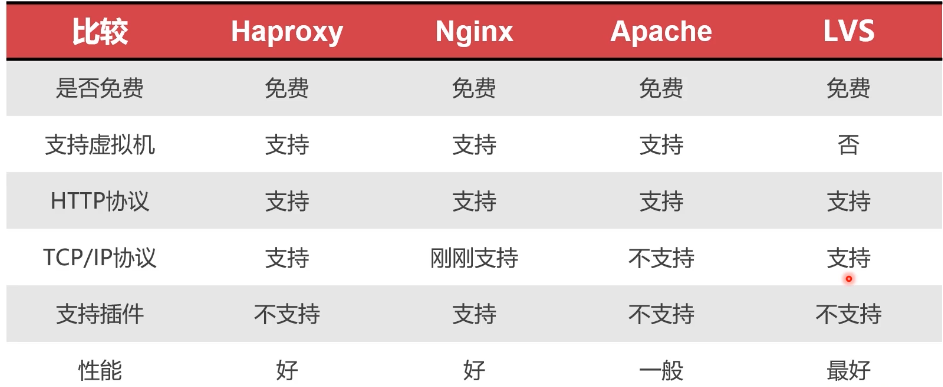 比较 Haproxy Nginx Apache LVS
是否免费 免费 免费 免费 免费
支持虚拟机 支持 支持 支持 否
HTTP协议 支持 支持 支持 支持
TCP/IP协议 支持 刚刚支持 不支持 支持
支持插件 不支持 支持 不支持 不支持
性能 好 好 一般 最好